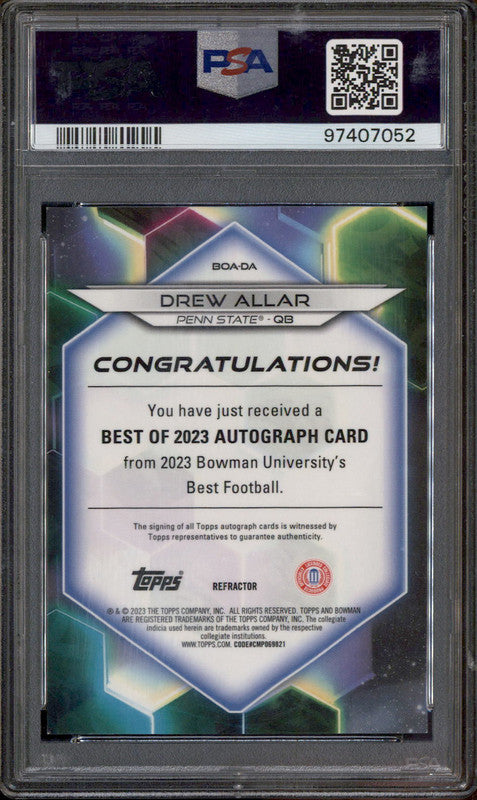 PSA
97407052
BOA-DA
DREW ALLAR
PENN STATE® - QB
CONGRATULATIONS!
You have just received a
BEST OF 2023 AUTOGRAPH CARD
from 2023 Bowman University's
Best Football.
The signing of all Topps autograph cards is witnessed by
Topps representatives to guarantee authenticity.
topps
REFRACTOR
® & © 2023 THE TOPPS COMPANY, INC. ALL RIGHTS RESERVED. TOPPS AND BOWMAN
ARE REGISTERED TRADEMARKS OF THE TOPPS COMPANY, INC. The collegiate
indicia used herein are trademarks owned by the respective
collegiate institutions.
WWW.TOPPS.COM. CODE#CMP069821